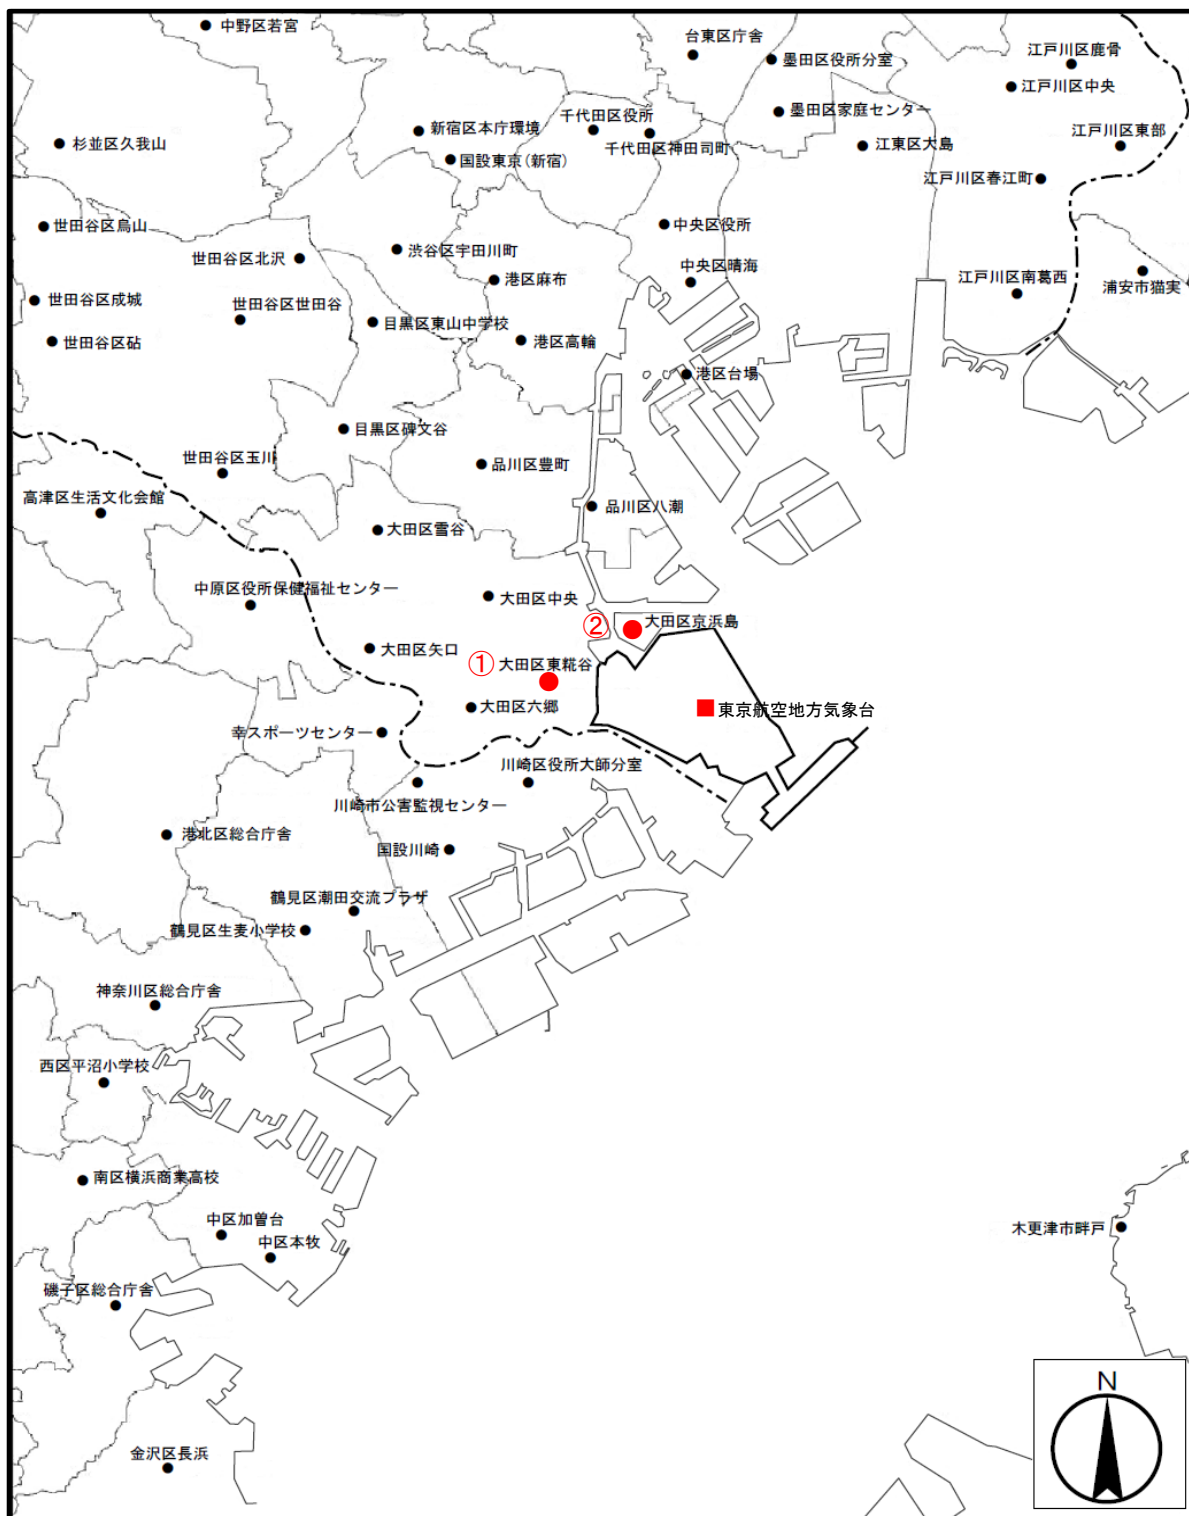 中野区若宮
台東区庁舎
墨田区役所分室
江戸川区鹿骨
江戸川区中央
杉並区久我山
新宿区本庁環境
国設東京(新宿)
千代田区役所
千代田区神田司町
墨田区家庭センター
江東区大島
江戸川区東部
江戸川区春江町
世田谷区烏山
世田谷区北沢
渋谷区宇田川町
中央区役所
港区麻布
中央区晴海
江戸川区南葛西
浦安市猫実
世田谷区成城
世田谷区世田谷
世田谷区砧
目黒区東山中学校
港区高輪
港区台場
目黒区碑文谷
世田谷区玉川
品川区豊町
高津区生活文化会館
品川区八潮
大田区雪谷
中原区役所保健福祉センター
大田区中央
② 大田区京浜島
大田区矢口
① 大田区東糀谷
大田区六郷
東京航空地方気象台
幸スポーツセンター
川崎区役所大師分室
川崎市公害監視センター
港北区総合庁舎
国設川崎
鶴見区潮田交流プラザ
鶴見区生麦小学校
神奈川区総合庁舎
西区平沼小学校
南区横浜商業高校
中区加曽台
中区本牧
木更津市畔戸
磯子区総合庁舎
N
金沢区長浜